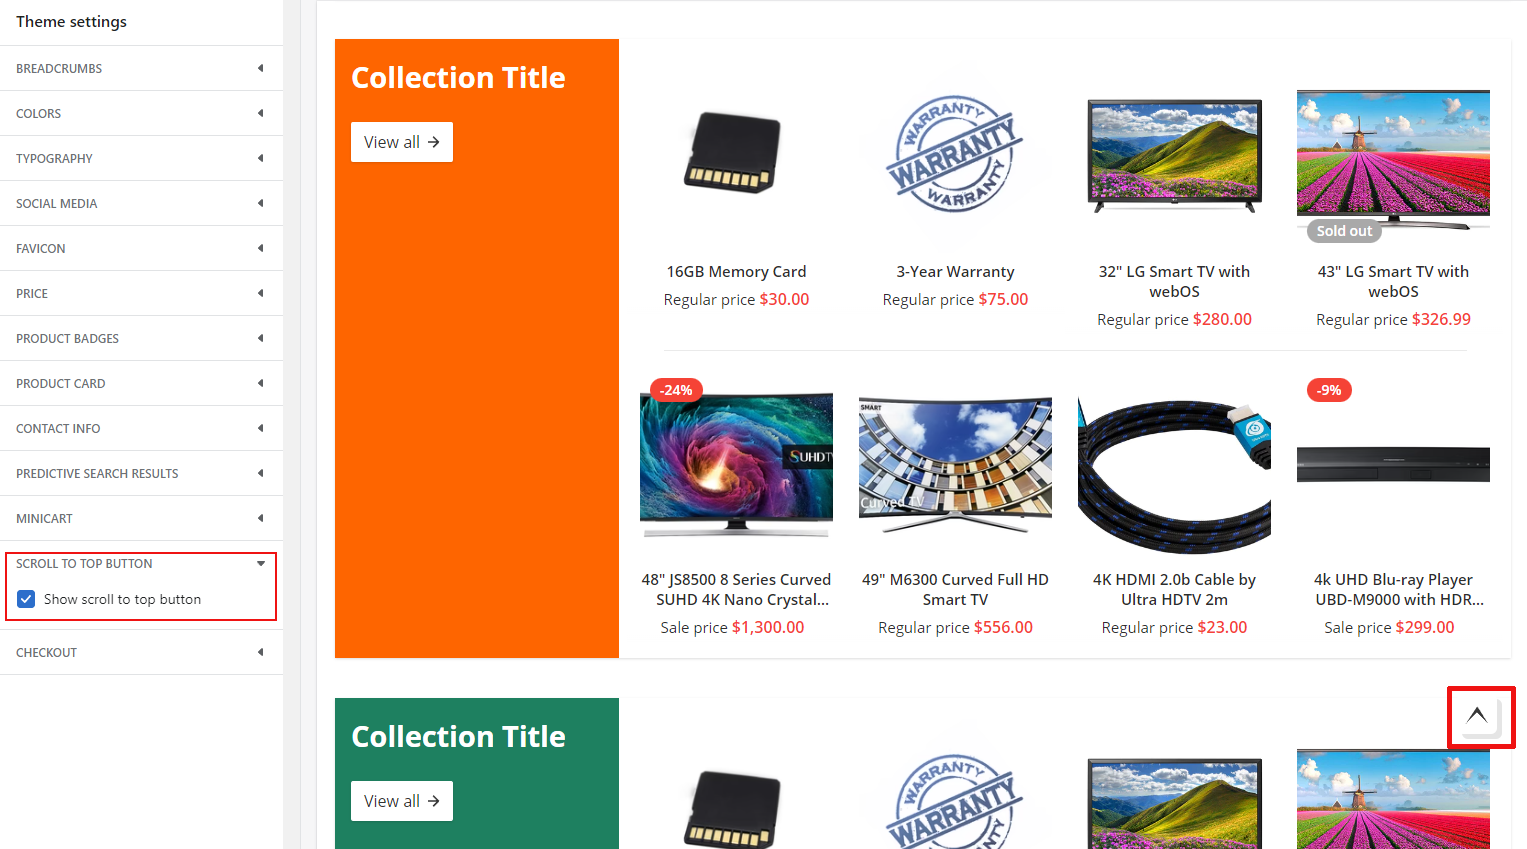 Theme settings
BREADCRUMBS
COLORS
TYPOGRAPHY
SOCIAL MEDIA
FAVICON
PRICE
PRODUCT BADGES
PRODUCT CARD
CONTACT INFO
PREDICTIVE SEARCH RESULTS
MINICART
SCROLL TO TOP BUTTON
Show scroll to top button
CHECKOUT
Collection Title
View all →
WARRANTY
WARRANTY
WARRANTY
Sold out
16GB Memory Card
Regular price $30.00
3-Year Warranty
Regular price $75.00
32" LG Smart TV with
webOS
Regular price $280.00
43" LG Smart TV with
webOS
Regular price $326.99
-24%
SUHDTV
48" JS8500 8 Series Curved
SUHD 4K Nano Crystal...
Sale price $1,300.00
SMART
Curved TV
49" M6300 Curved Full HD
Smart TV
Regular price $556.00
4K HDMI 2.0b Cable by
Ultra HDTV 2m
Regular price $23.00
-9%
4k UHD Blu-ray Player
UBD-M9000 with HDR...
Sale price $299.00
Collection Title
View all →
WARRANTY
WARRANTY